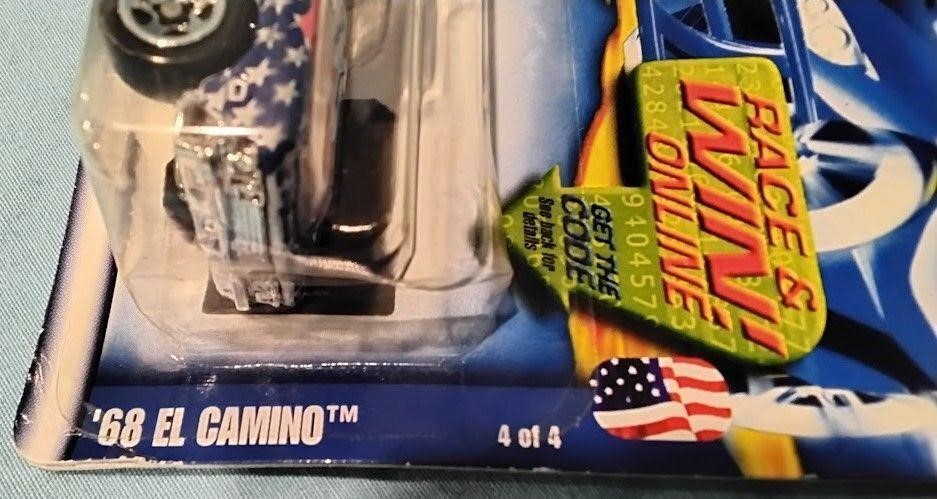 RACE &
WIN!
ONLINE
GET THE
CODE
See back for
details
'68 EL CAMINO™
4 of 4